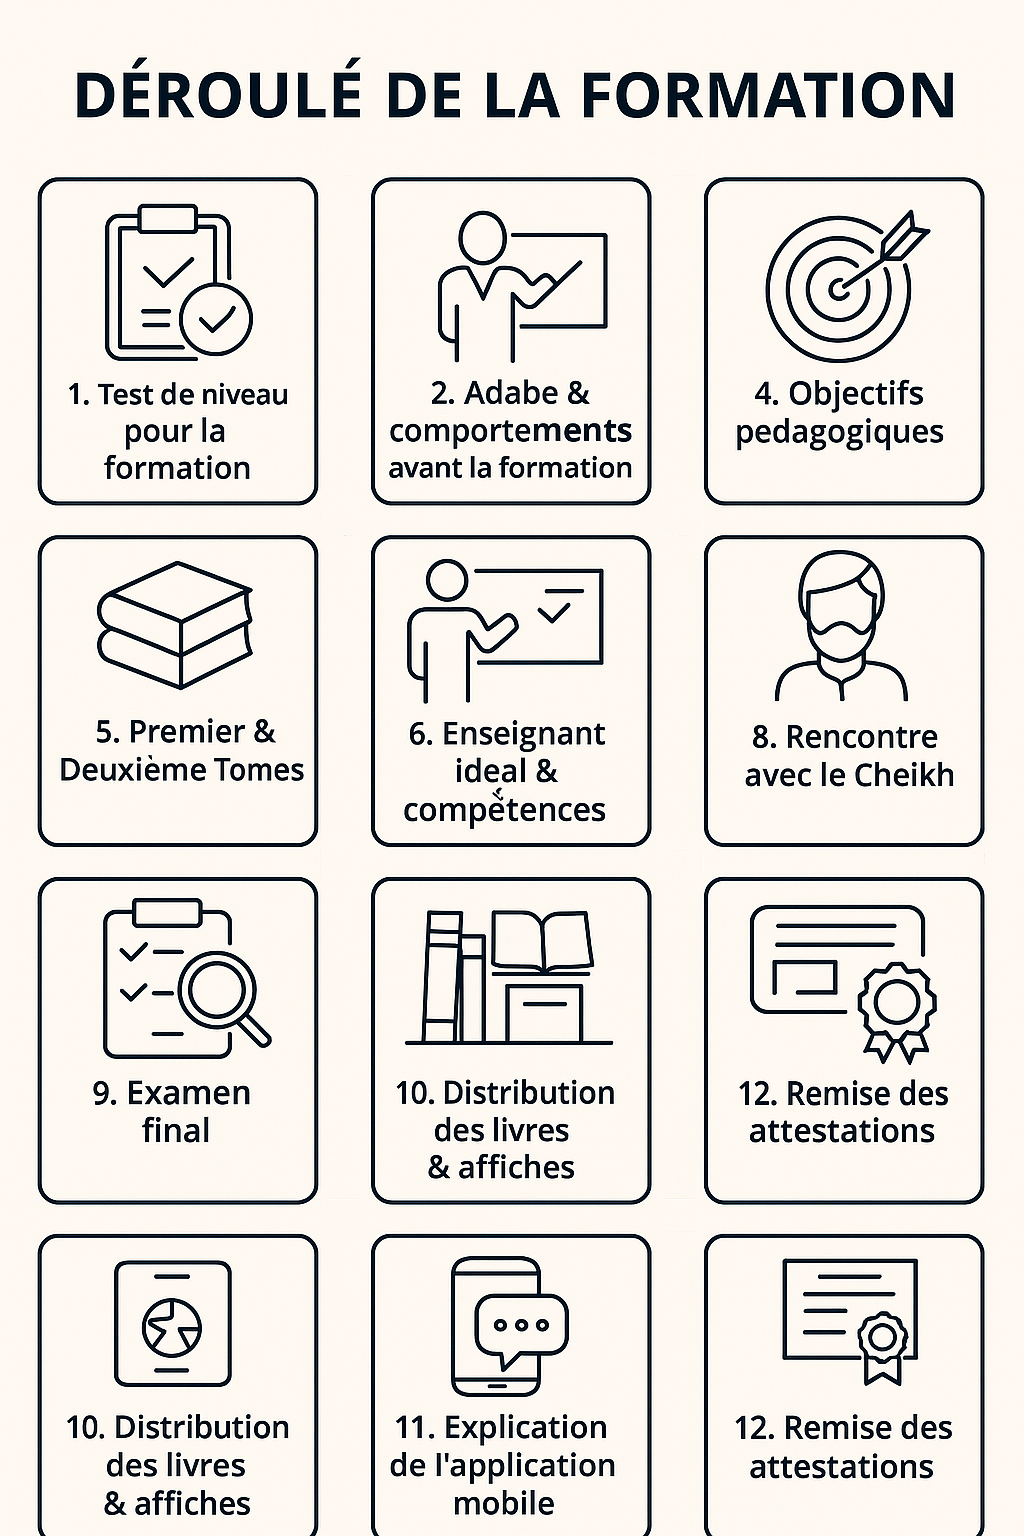 DÉROULÉ DE LA FORMATION
1. Test de niveau
pour la
formation
2. Adabe &
comportements
avant la formation
4. Objectifs
pedagogiques
5. Premier &
Deuxième Tomes
6. Enseignant
ideal &
compètences
8. Rencontre
avec le Cheikh
9. Examen
final
10. Distribution
des livres
& affiches
12. Remise des
attestations
10. Distribution
des livres
& affiches
11. Explication
de l'application
mobile
12. Remise des
attestations